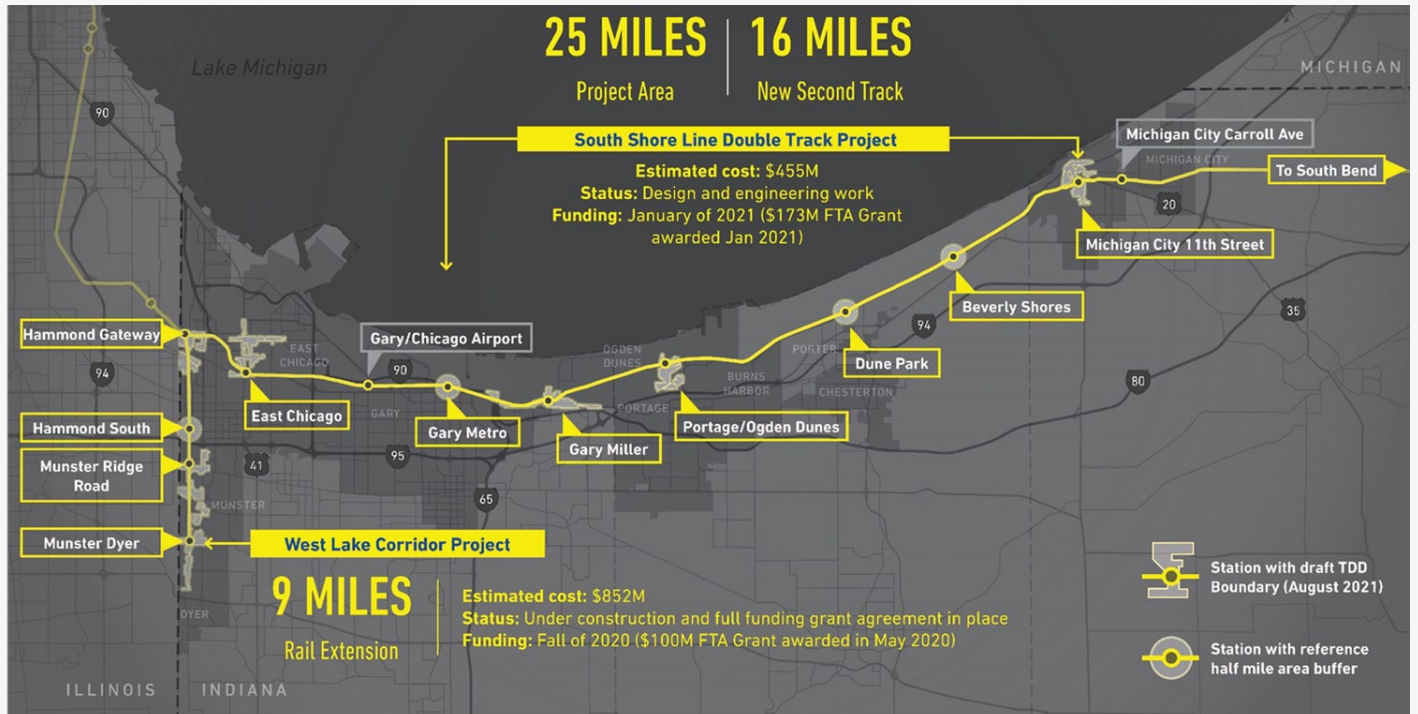 25 MILES
Project Area
16 MILES
New Second Track
Lake Michigan
MICHIGAN
90
South Shore Line Double Track Project
Estimated cost: $455M
Status: Design and engineering work
Funding: January of 2021 ($173M FTA Grant
awarded Jan 2021)
Michigan City Carroll Ave
MICHIGAN CITY
To South Bend
20
Michigan City 11th Street
Beverly Shores
35
94
Dune Park
PORTER
CHESTERTON
BURNS
HARBOR
OGDEN
DUNES
PORTAGE
Portage/Ogden Dunes
80
Hammond Gateway
EAST
CHICAGO
Gary/Chicago Airport
90
94
East Chicago
GARY
Gary Metro
Gary Miller
Hammond South
41
95
65
Munster Ridge
Road
MUNSTER
Munster Dyer
West Lake Corridor Project
9 MILES
Rail Extension
Estimated cost: $852M
Status: Under construction and full funding grant agreement in place
Funding: Fall of 2020 ($100M FTA Grant awarded in May 2020)
DYER
ILLINOIS
INDIANA
Station with draft TDD
Boundary (August 2021)
Station with reference
half mile area buffer